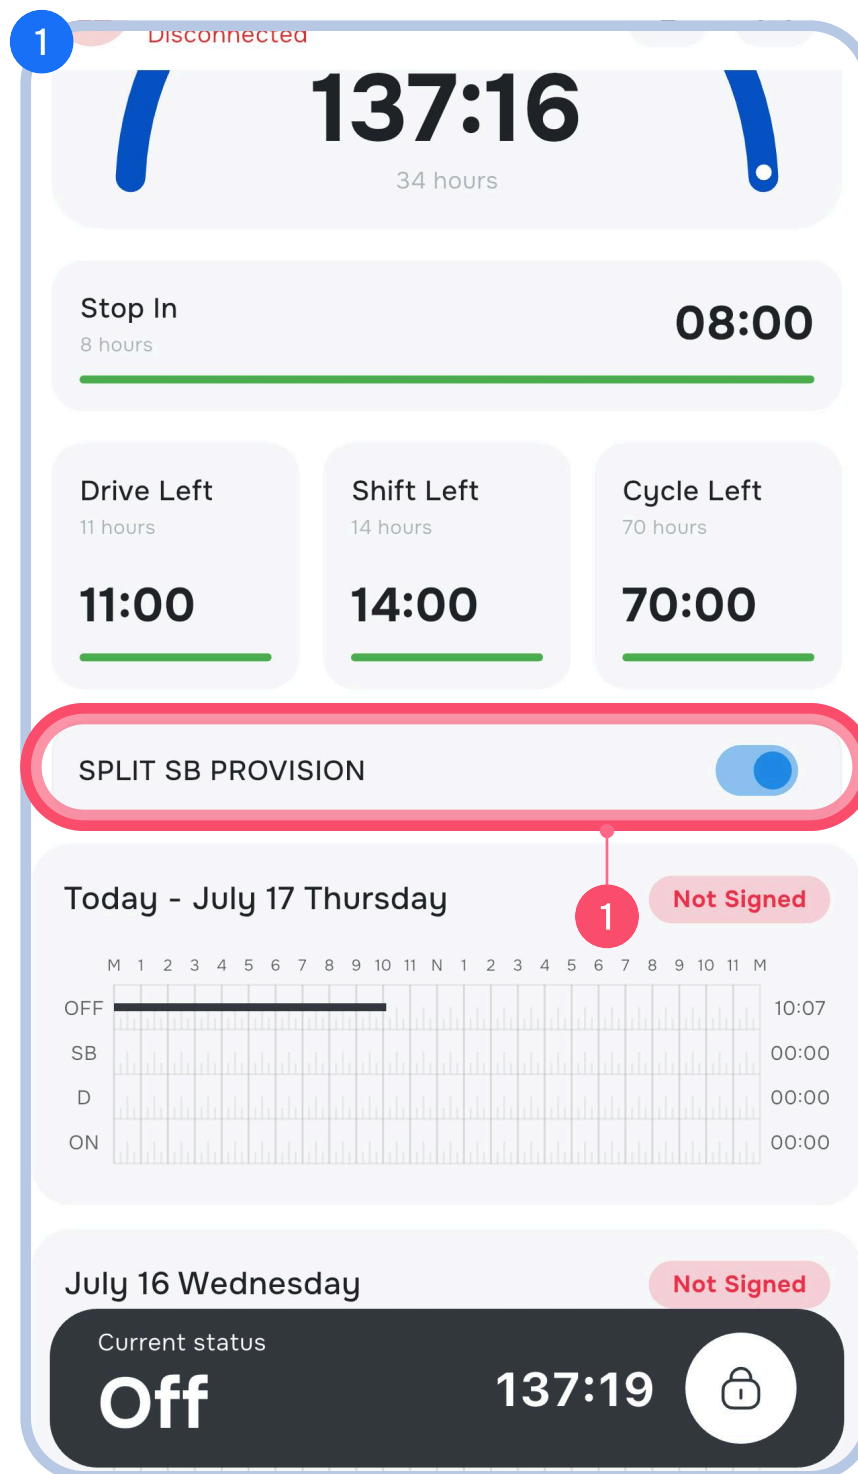 1
Disconnected
137:16
34 hours
Stop In
8 hours
08:00
Drive Left
11 hours
11:00
Shift Left
14 hours
14:00
Cycle Left
70 hours
70:00
SPLIT SB PROVISION
1
Today - July 17 Thursday
Not Signed
M 1 2 3 4 5 6 7 8 9 10 11 N 1 2 3 4 5 6 7 8 9 10 11 M
OFF 10:07
SB 00:00
D 00:00
ON 00:00
July 16 Wednesday
Not Signed
Current status
Off
137:19